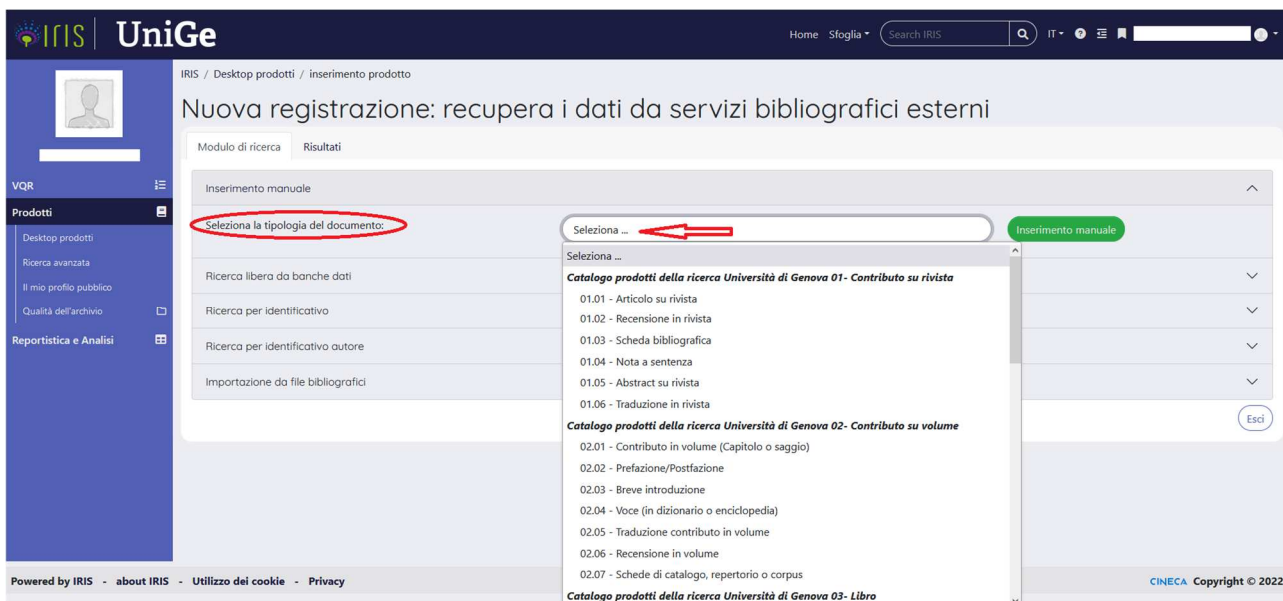 IRIS UniGe Home Sfoglia Search IRIS IT
IRIS / Desktop prodotti / inserimento prodotto
Nuova registrazione: recupera i dati da servizi bibliografici esterni
Modulo di ricerca Risultati
VQR
Prodotti
Desktop prodotti
Ricerca avanzata
Il mio profilo pubblico
Qualità dell'archivio
Reportistica e Analisi
Inserimento manuale
Seleziona la tipologia del documento:
Seleziona ...
Inserimento manuale
Seleziona ...
Catalogo prodotti della ricerca Università di Genova 01- Contributo su rivista
01.01 - Articolo su rivista
01.02 - Recensione in rivista
01.03 - Scheda bibliografica
01.04 - Nota a sentenza
01.05 - Abstract su rivista
01.06 - Traduzione in rivista
Catalogo prodotti della ricerca Università di Genova 02- Contributo su volume
02.01 - Contributo in volume (Capitolo o saggio)
02.02 - Prefazione/Postfazione
02.03 - Breve introduzione
02.04 - Voce (in dizionario o enciclopedia)
02.05 - Traduzione contributo in volume
02.06 - Recensione in volume
02.07 - Schede di catalogo, repertorio o corpus
Catalogo prodotti della ricerca Università di Genova 03- Libro
Ricerca libera da banche dati
Ricerca per identificativo
Ricerca per identificativo autore
Importazione da file bibliografici
Esci
Powered by IRIS - about IRIS - Utilizzo dei cookie - Privacy
CINECA Copyright © 2022